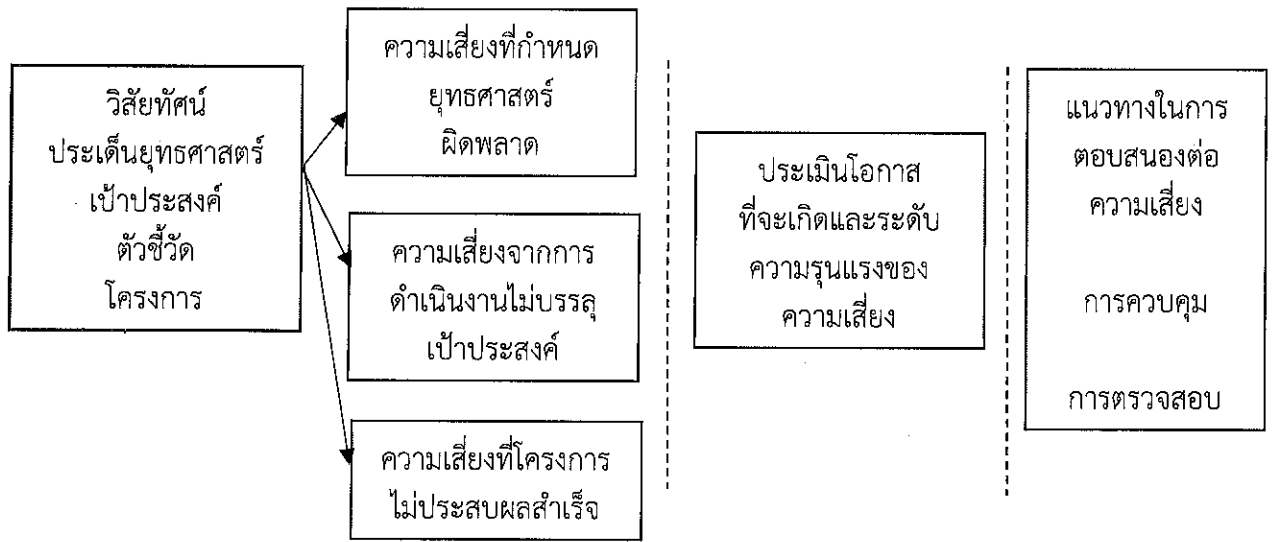 วิสัยทัศน์
ประเด็นยุทธศาสตร์
เป้าประสงค์
ตัวชี้วัด
โครงการ
ความเสี่ยงที่กำหนด
ยุทธศาสตร์
ผิดพลาด
ความเสี่ยงจากการ
ดำเนินงานไม่บรรลุ
เป้าประสงค์
ความเสี่ยงที่โครงการ
ไม่ประสบผลสำเร็จ
ประเมินโอกาส
ที่จะเกิดและระดับ
ความรุนแรงของ
ความเสี่ยง
แนวทางในการ
ตอบสนองต่อ
ความเสี่ยง
การควบคุม
การตรวจสอบ